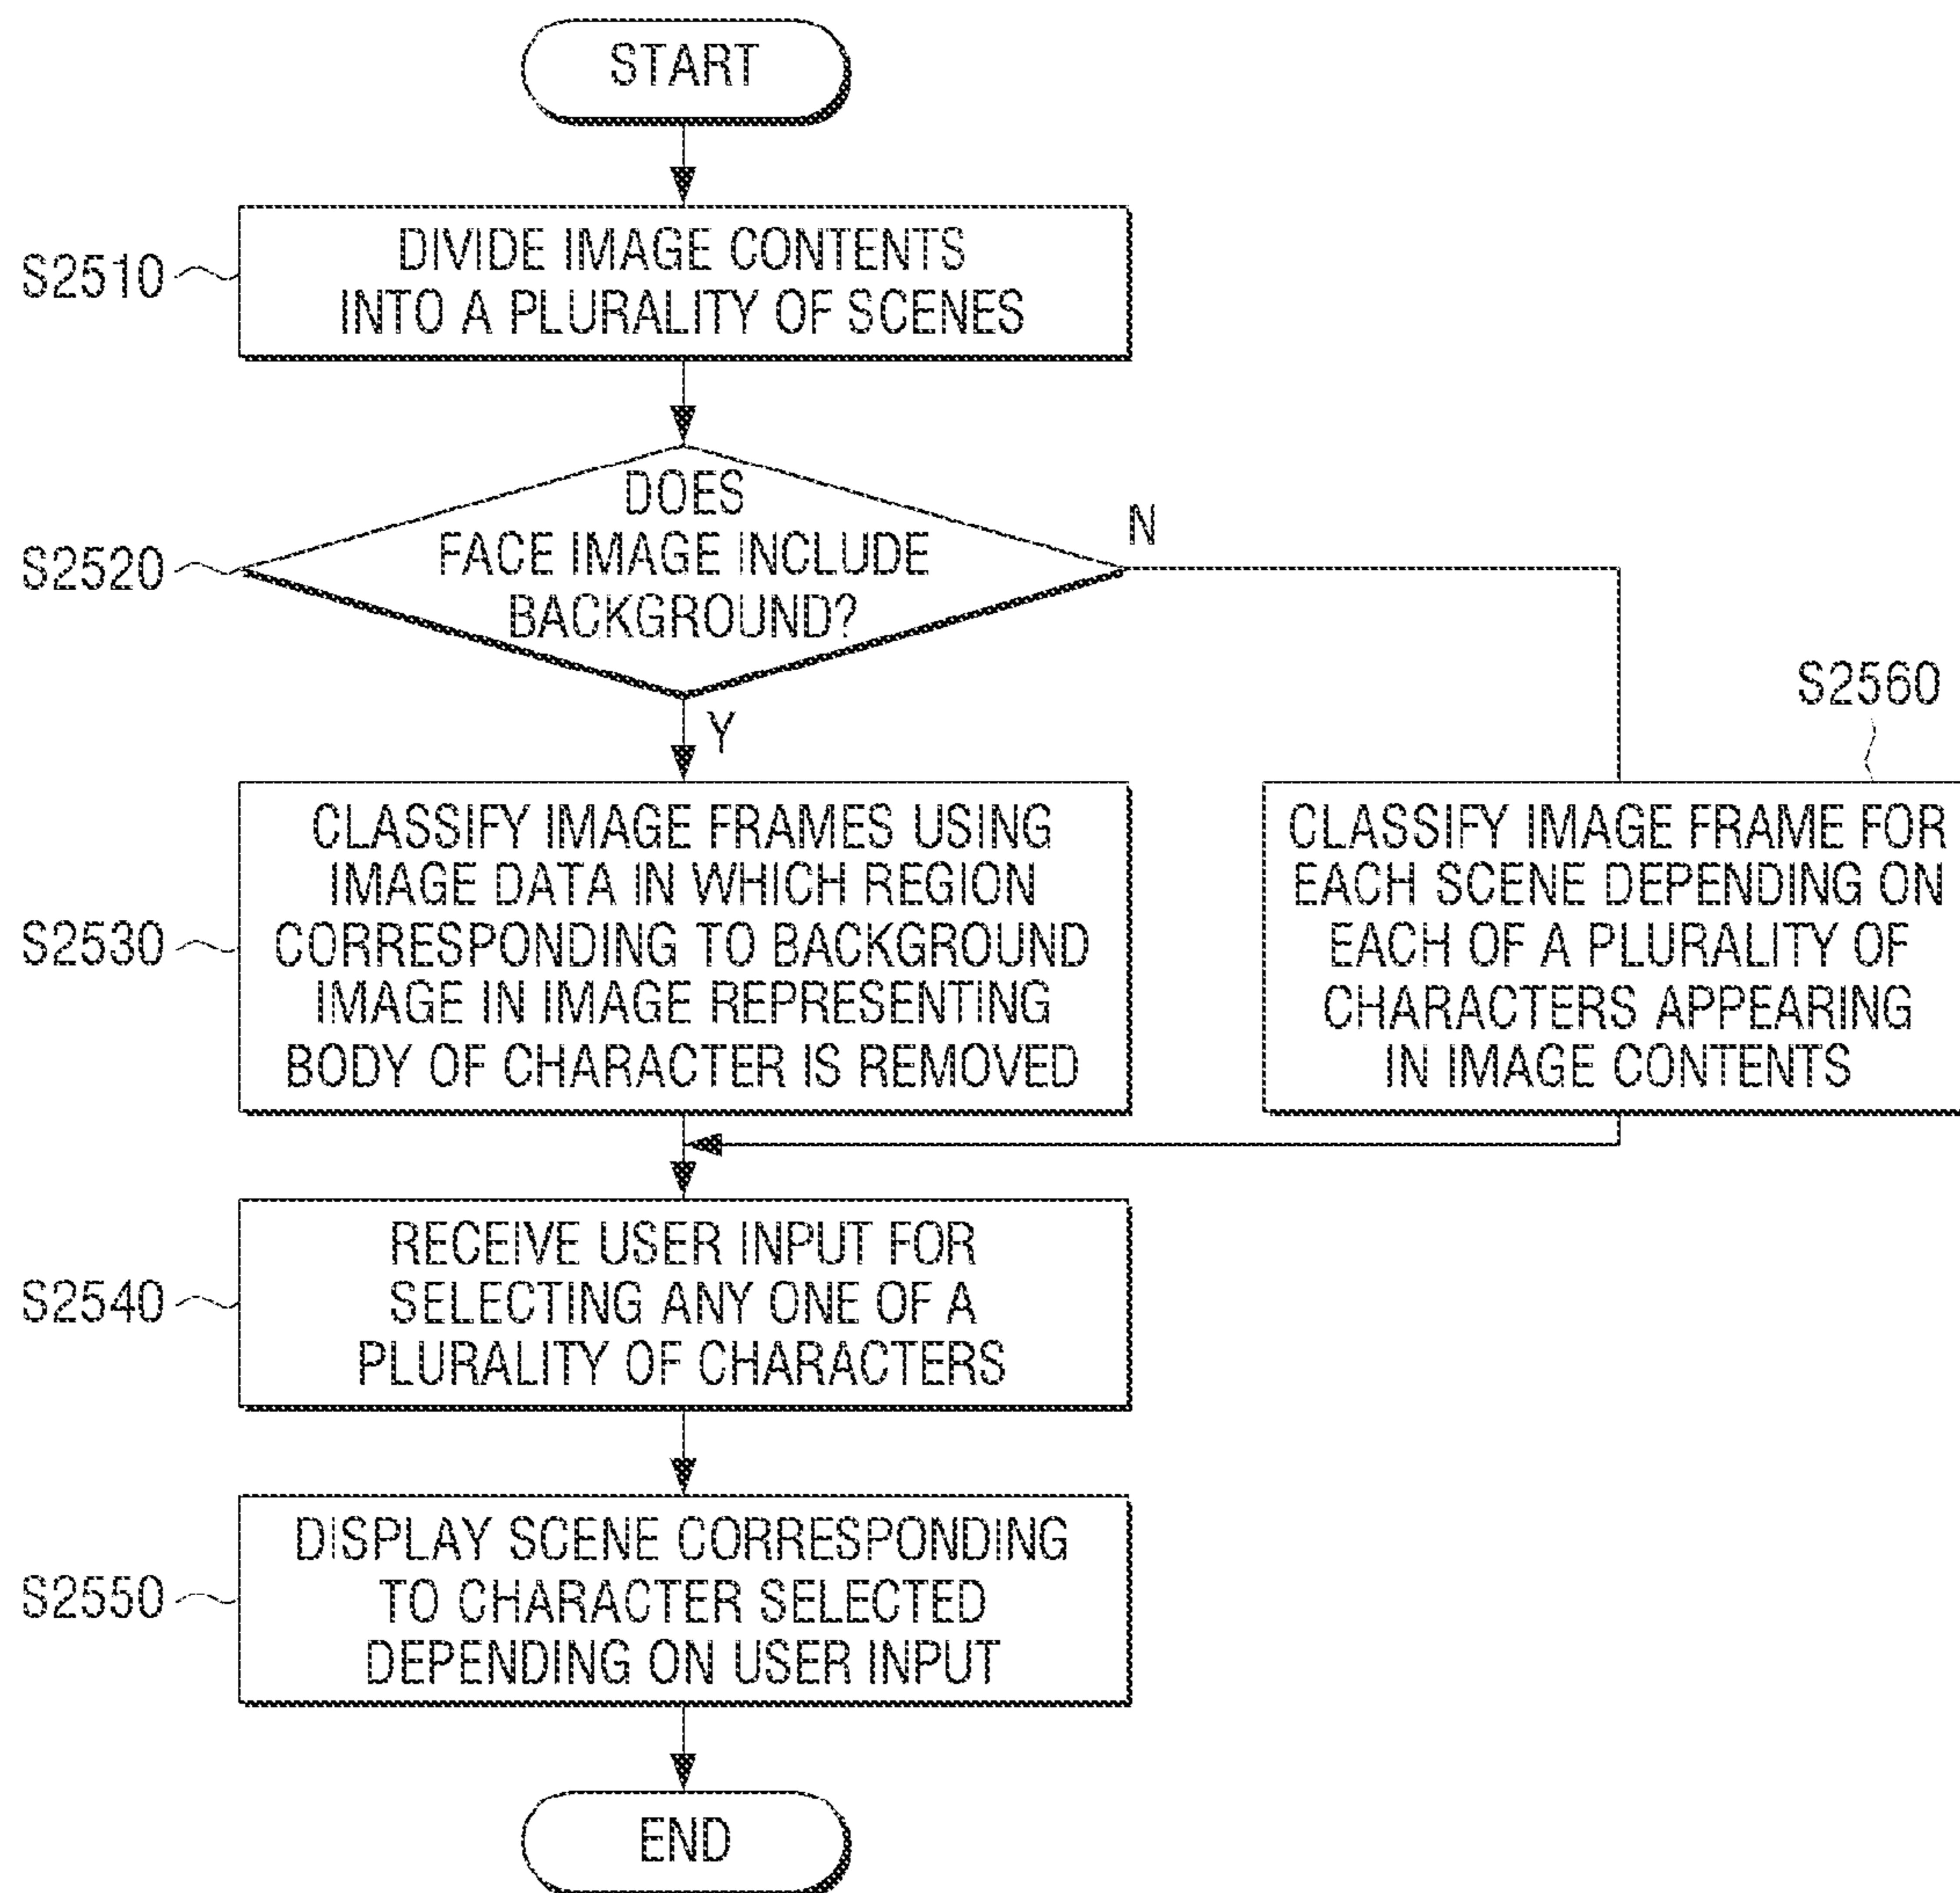 START
S2510
DIVIDE IMAGE CONTENTS
INTO A PLURALITY OF SCENES
S2520
DOES
FACE IMAGE INCLUDE
BACKGROUND?
N
Y
S2530
CLASSIFY IMAGE FRAMES USING
IMAGE DATA IN WHICH REGION
CORRESPONDING TO BACKGROUND
IMAGE IN IMAGE REPRESENTING
BODY OF CHARACTER IS REMOVED
S2560
CLASSIFY IMAGE FRAME FOR
EACH SCENE DEPENDING ON
EACH OF A PLURALITY OF
CHARACTERS APPEARING
IN IMAGE CONTENTS
S2540
RECEIVE USER INPUT FOR
SELECTING ANY ONE OF A
PLURALITY OF CHARACTERS
S2550
DISPLAY SCENE CORRESPONDING
TO CHARACTER SELECTED
DEPENDING ON USER INPUT
END